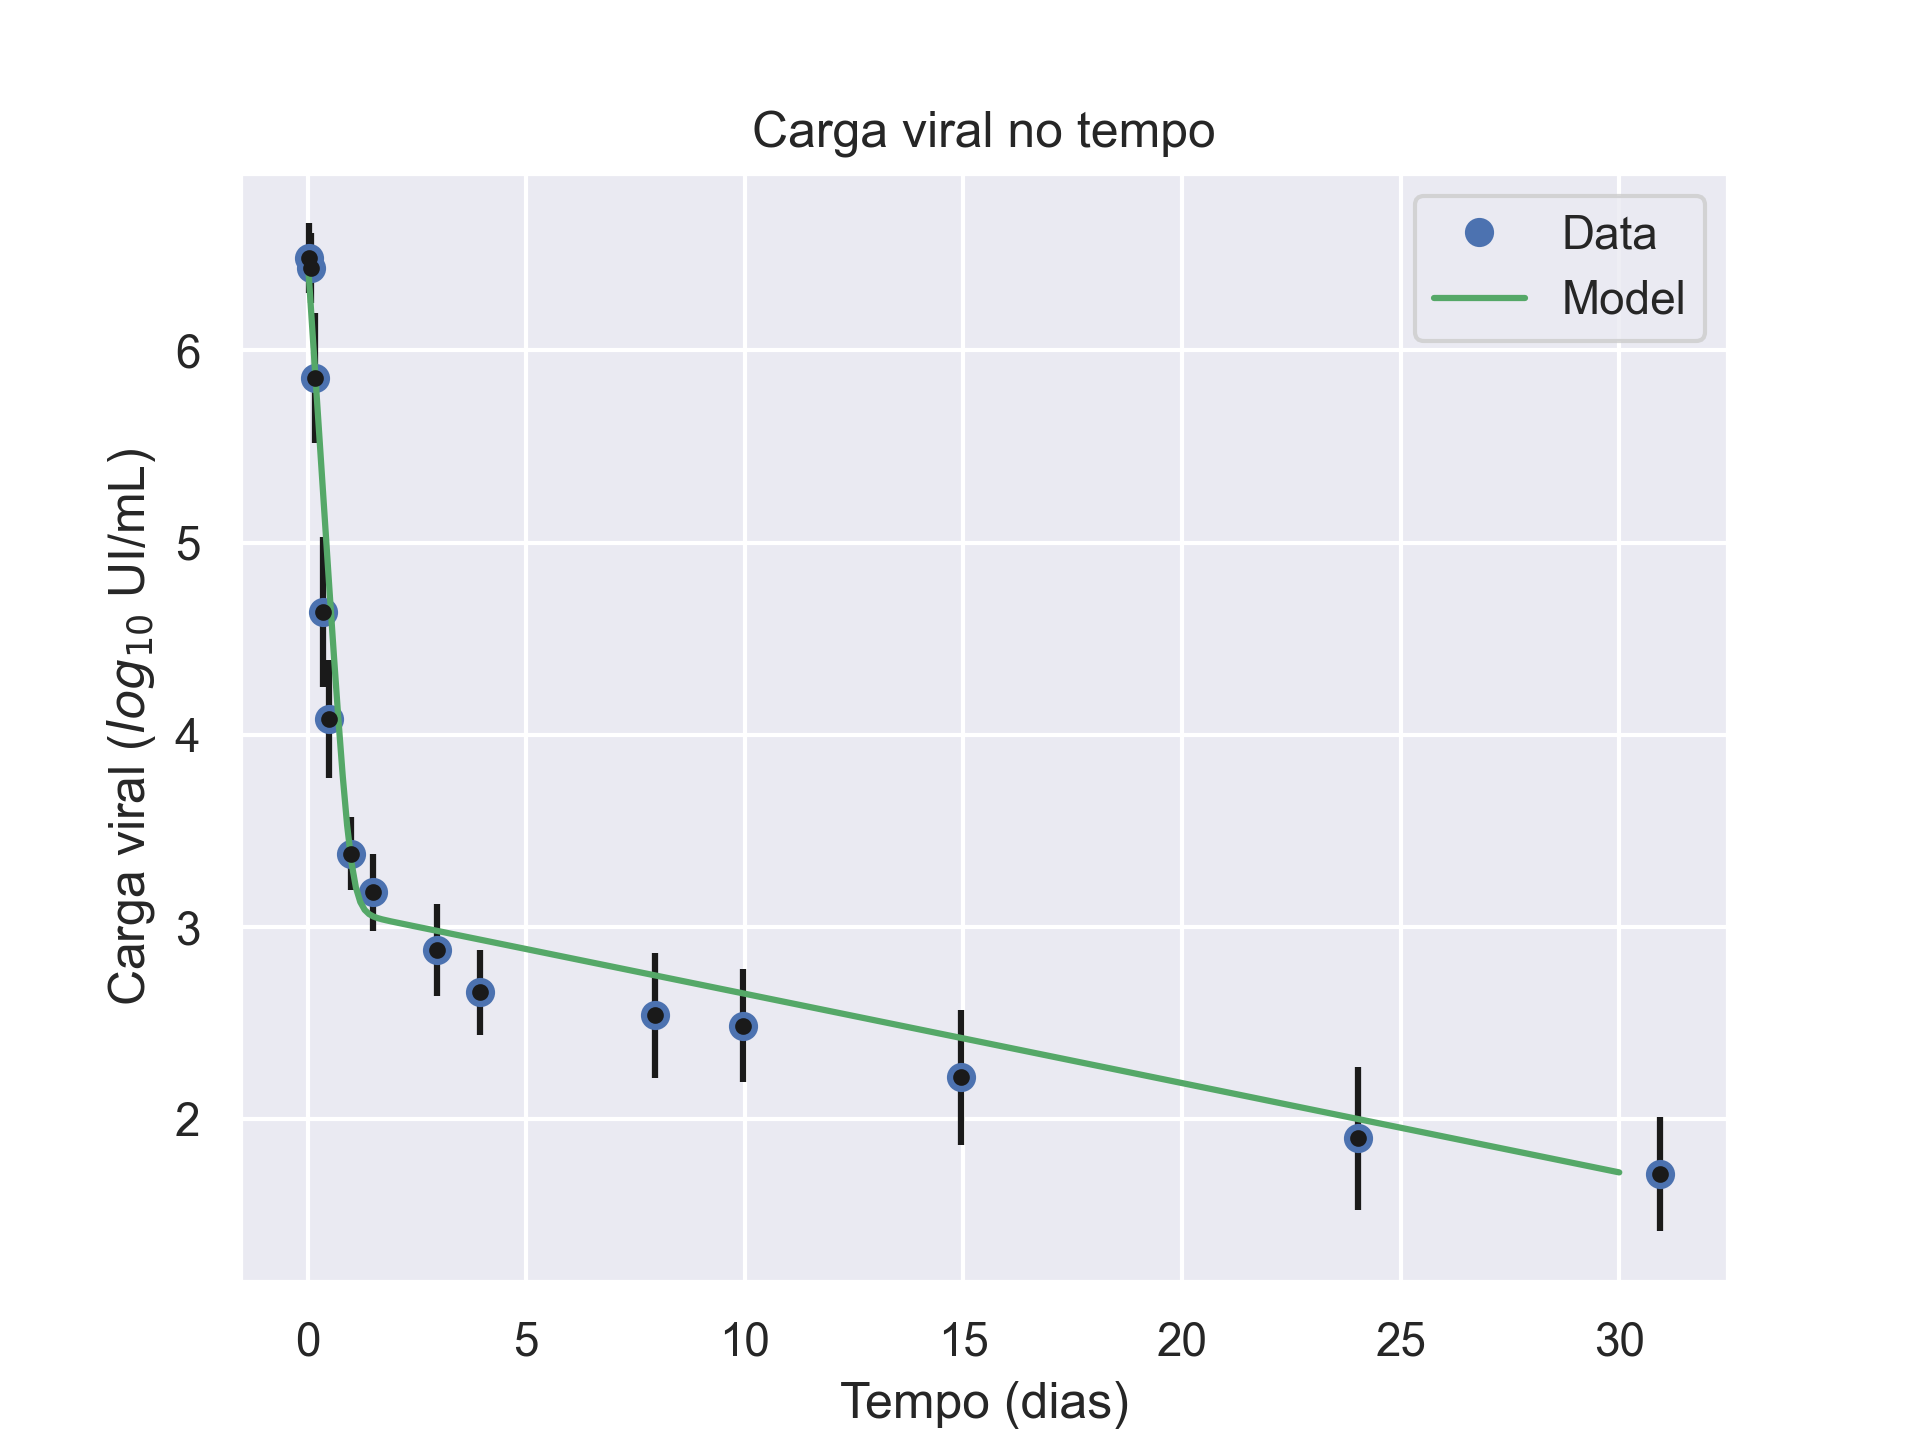 Carga viral no tempo
Data
Model
Carga viral (log₁₀ UI/mL)
6
5
4
3
2
0 5 10 15 20 25 30
Tempo (dias)